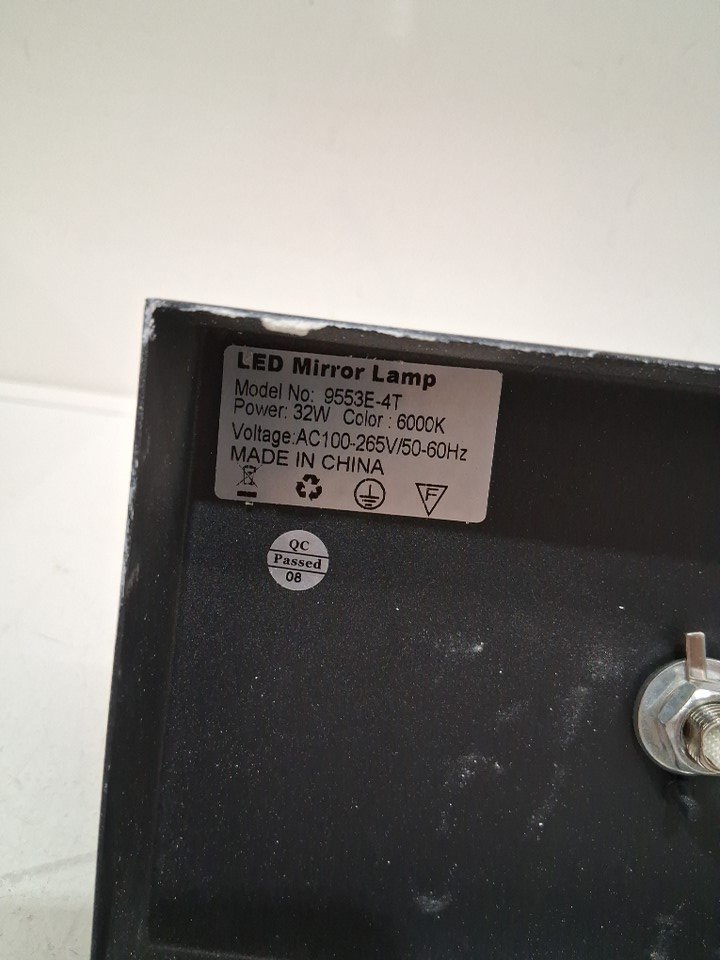 LED Mirror Lamp
Model No: 9553E-4T
Power: 32W Color : 6000K
Voltage:AC100-265V/50-60Hz
MADE IN CHINA
F
QC
Passed
08